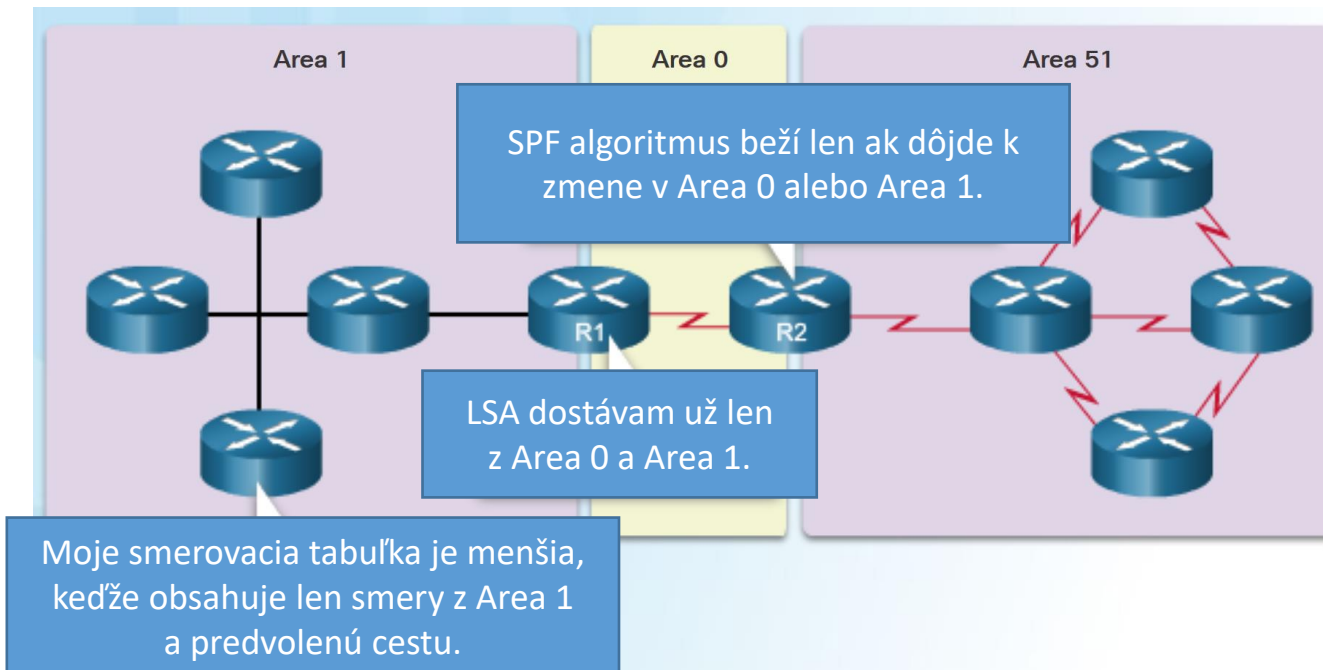 Area 1
Area 0
Area 51
SPF algoritmus beží len ak dôjde k
zmene v Area 0 alebo Area 1.
R1
R2
LSA dostávam už len
z Area 0 a Area 1.
Moje smerovacia tabuľka je menšia,
keďže obsahuje len smery z Area 1
a predvolenú cestu.